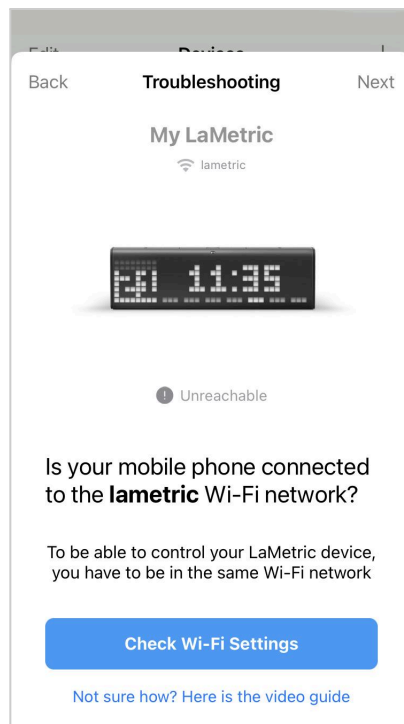 Edit Devices
Back Troubleshooting Next
My LaMetric
lametric
11:35
Unreachable
Is your mobile phone connected
to the lametric Wi-Fi network?
To be able to control your LaMetric device,
you have to be in the same Wi-Fi network
Check Wi-Fi Settings
Not sure how? Here is the video guide